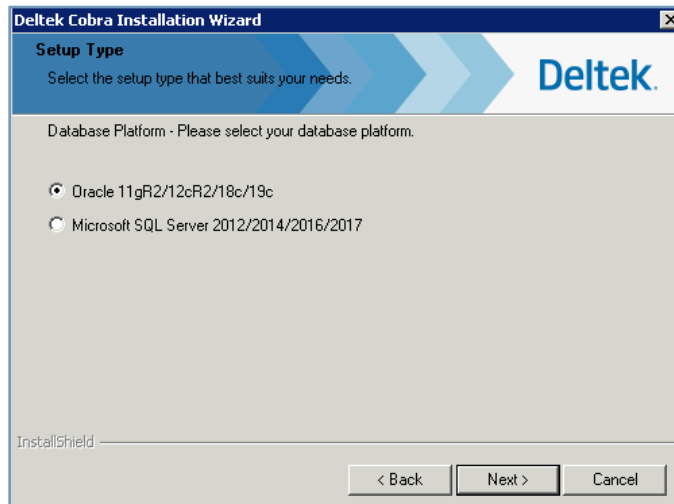 Deltek Cobra Installation Wizard
Setup Type
Select the setup type that best suits your needs.
Deltek.
Database Platform - Please select your database platform.
Oracle 11gR2/12cR2/18c/19c
Microsoft SQL Server 2012/2014/2016/2017
InstallShield
< Back
Next >
Cancel